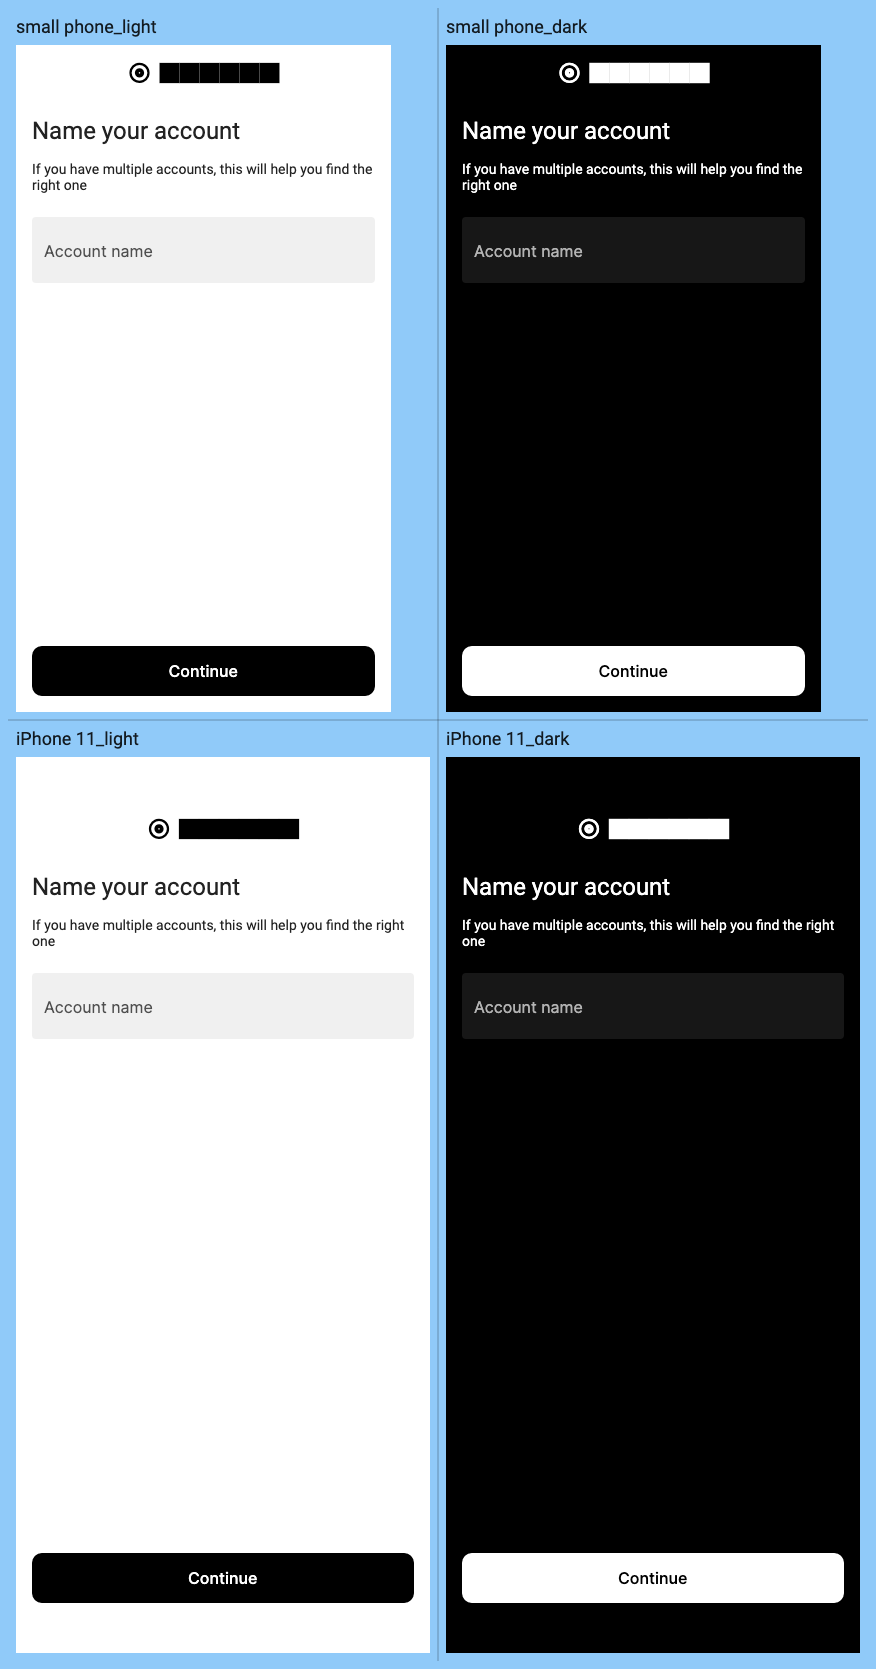 small phone_light
Name your account
If you have multiple accounts, this will help you find the
right one
Account name
Continue
small phone_dark
Name your account
If you have multiple accounts, this will help you find the
right one
Account name
Continue
iPhone 11_light
Name your account
If you have multiple accounts, this will help you find the right
one
Account name
Continue
iPhone 11_dark
Name your account
If you have multiple accounts, this will help you find the right
one
Account name
Continue